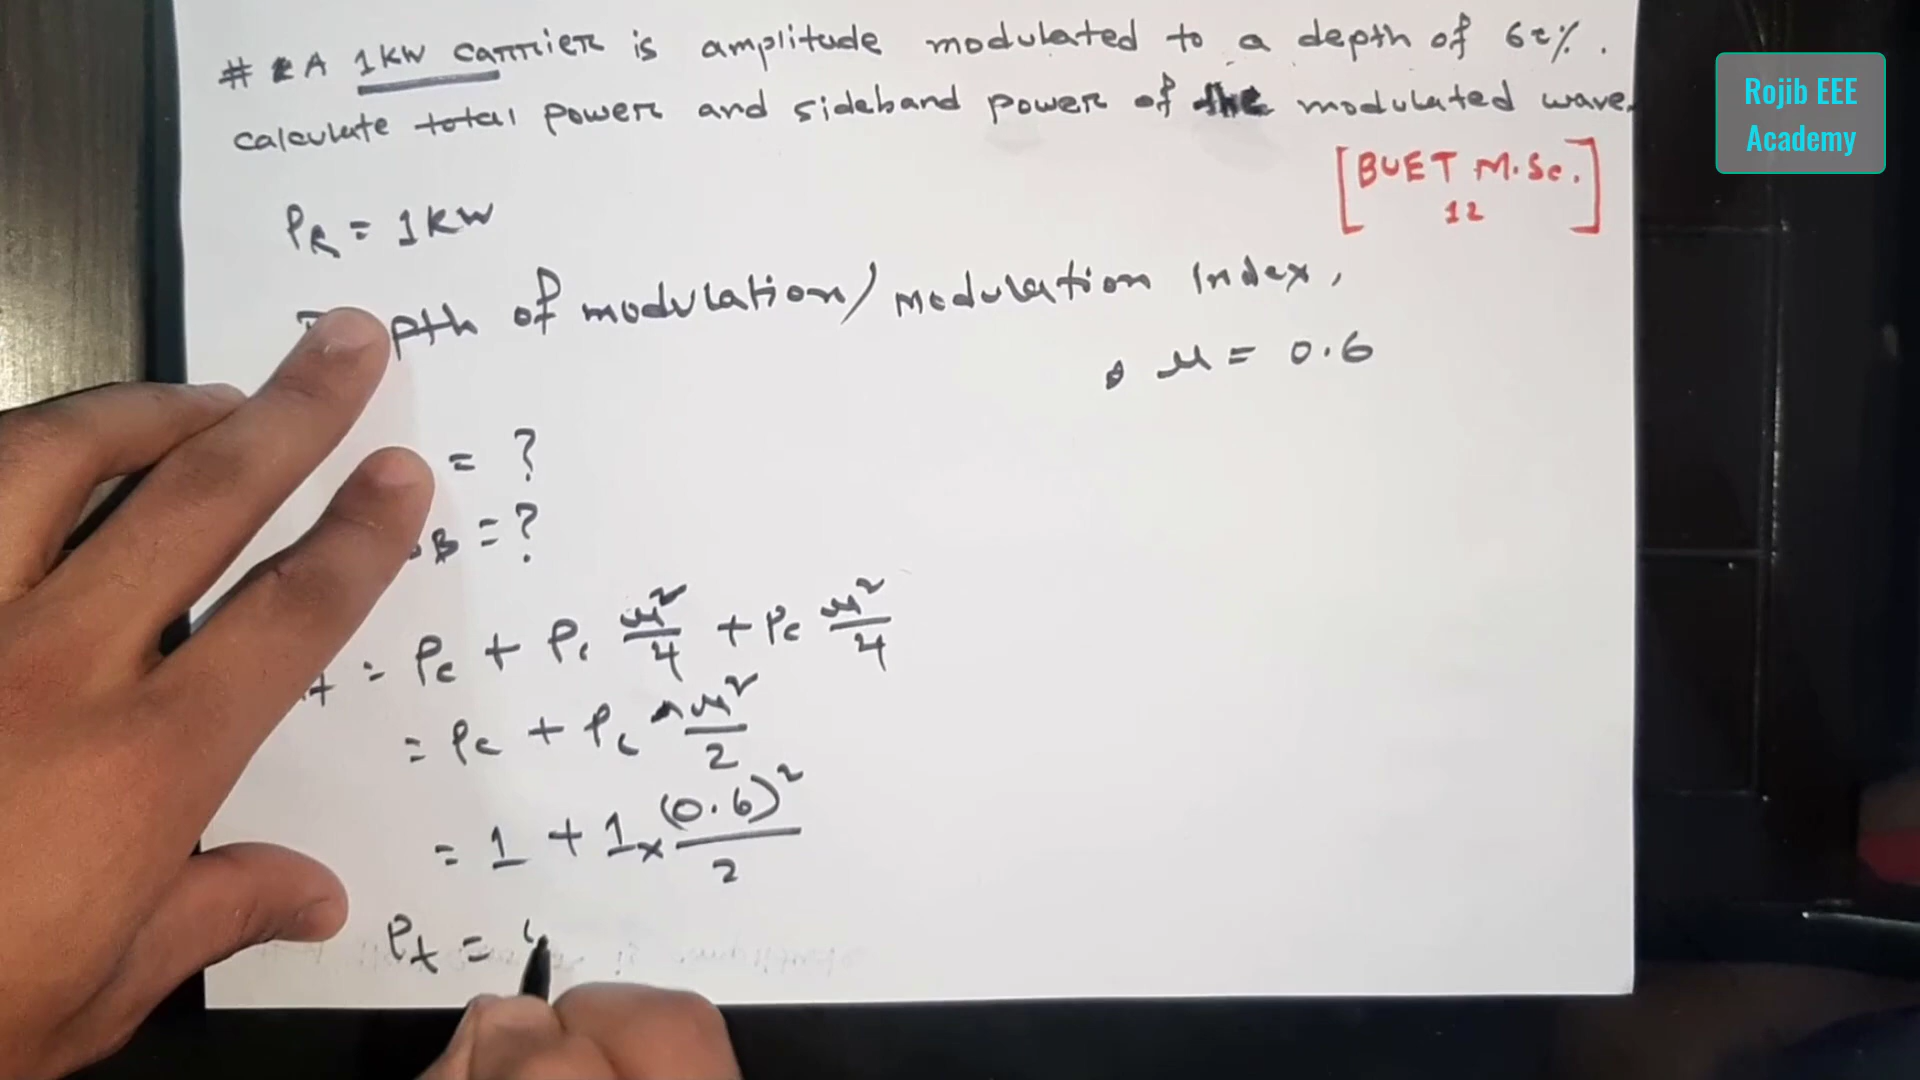 # A 1KW carrier is amplitude modulated to a depth of 60%.
calculate total power and sideband power of the modulated wave.
[BUET M.Sc. 12]
Rojib EEE
Academy
PR = 1KW
pth of modulation/modulation Index,
μ = 0.6
= ?
B = ?
t = Pc + Pc μ²/4 + Pc μ²/4
= Pc + Pc μ²/2
= 1 + 1 x (0.6)²/2
Pt =